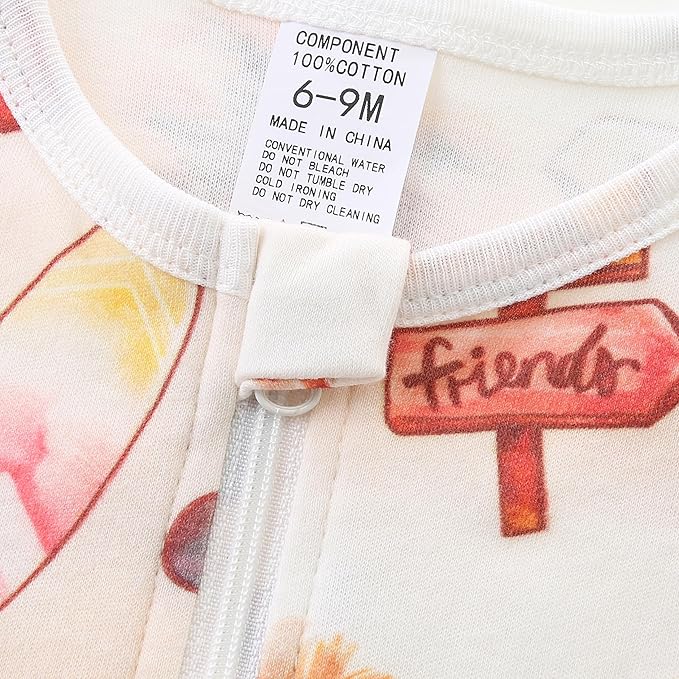 COMPONENT
100%COTTON
6-9M
MADE IN CHINA
CONVENTIONAL WATER
DO NOT BLEACH
DO NOT TUMBLE DRY
COLD IRONING
DO NOT DRY CLEANING
friends